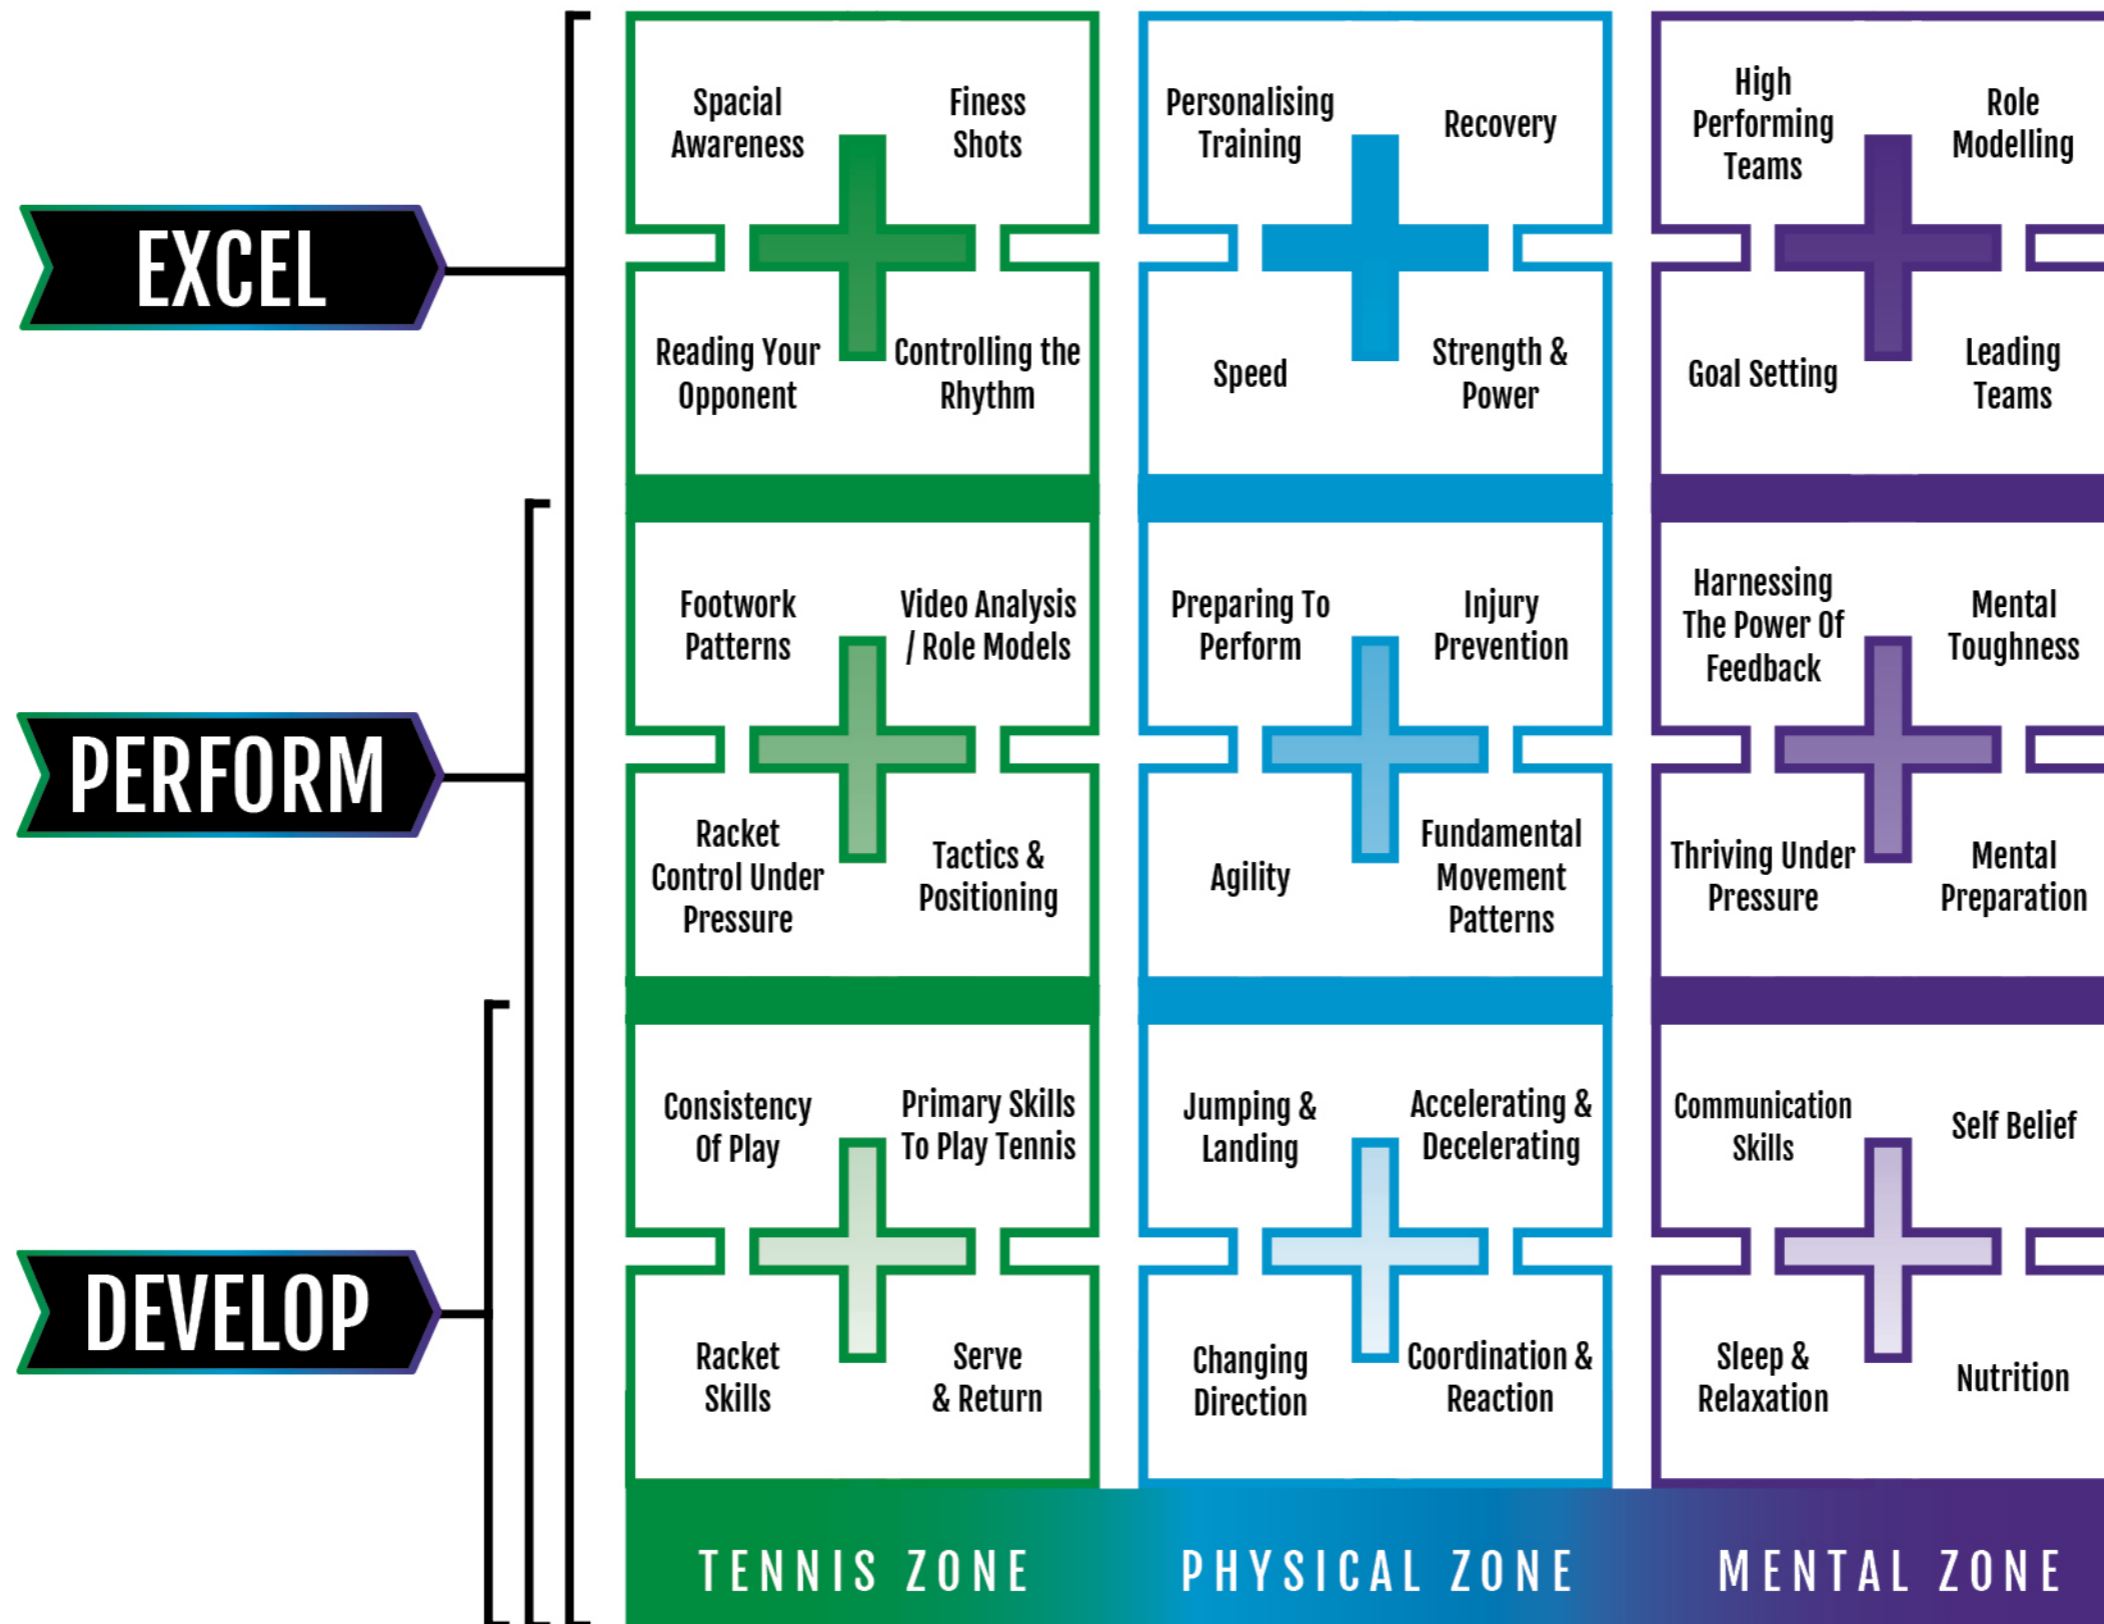 EXCEL
Spacial
Awareness
Finess
Shots
Reading Your
Opponent
Controlling the
Rhythm
Personalising
Training
Recovery
Speed
Strength &
Power
High
Performing
Teams
Role
Modelling
Goal Setting
Leading
Teams
PERFORM
Footwork
Patterns
Video Analysis
/ Role Models
Racket
Control Under
Pressure
Tactics &
Positioning
Preparing To
Perform
Injury
Prevention
Agility
Fundamental
Movement
Patterns
Harnessing
The Power Of
Feedback
Mental
Toughness
Thriving Under
Pressure
Mental
Preparation
DEVELOP
Consistency
Of Play
Primary Skills
To Play Tennis
Racket
Skills
Serve
& Return
Jumping &
Landing
Accelerating &
Decelerating
Changing
Direction
Coordination &
Reaction
Communication
Skills
Self Belief
Sleep &
Relaxation
Nutrition
TENNIS ZONE
PHYSICAL ZONE
MENTAL ZONE